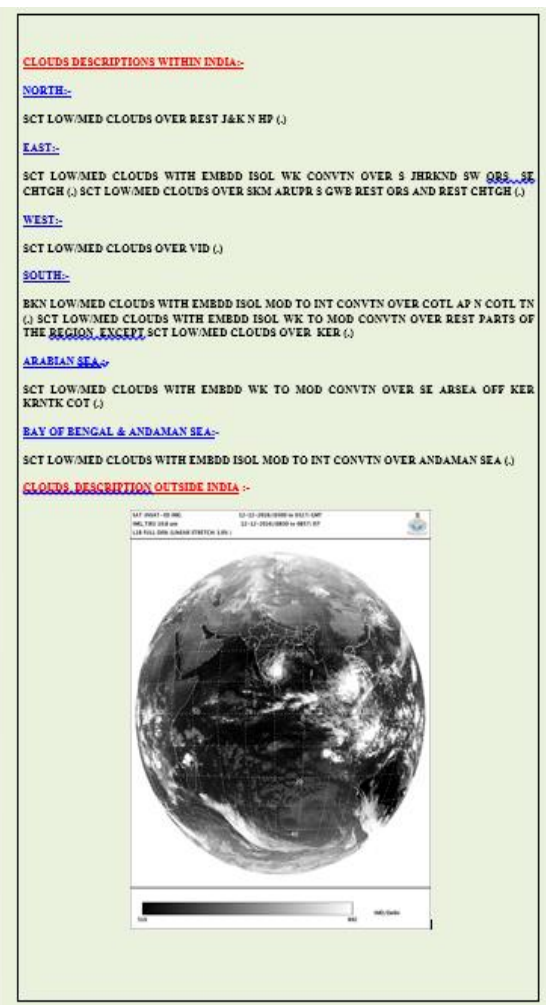 CLOUDS DESCRIPTIONS WITHIN INDIA:-
NORTH:-
SCT LOW/MED CLOUDS OVER REST J&K N HP (.)
EAST:-
SCT LOW/MED CLOUDS WITH EMBDD ISOL WK CONVTN OVER S JHRKND SW ORS SE
CHTGH (.) SCT LOW/MED CLOUDS OVER SKM ARUPR S GWB REST ORS AND REST CHTGH (.)
WEST:-
SCT LOW/MED CLOUDS OVER VID (.)
SOUTH:-
BKN LOW/MED CLOUDS WITH EMBDD ISOL MOD TO INT CONVTN OVER COTL AP N COTL TN
(.) SCT LOW/MED CLOUDS WITH EMBDD ISOL WK TO MOD CONVTN OVER REST PARTS OF
THE REGION EXCEPT SCT LOW/MED CLOUDS OVER KER (.)
ARABIAN SEA:-
SCT LOW/MED CLOUDS WITH EMBDD WK TO MOD CONVTN OVER SE ARSEA OFF KER
KRNTK COT (.)
BAY OF BENGAL & ANDAMAN SEA:-
SCT LOW/MED CLOUDS WITH EMBDD ISOL MOD TO INT CONVTN OVER ANDAMAN SEA (.)
CLOUDS DESCRIPTION OUTSIDE INDIA :-